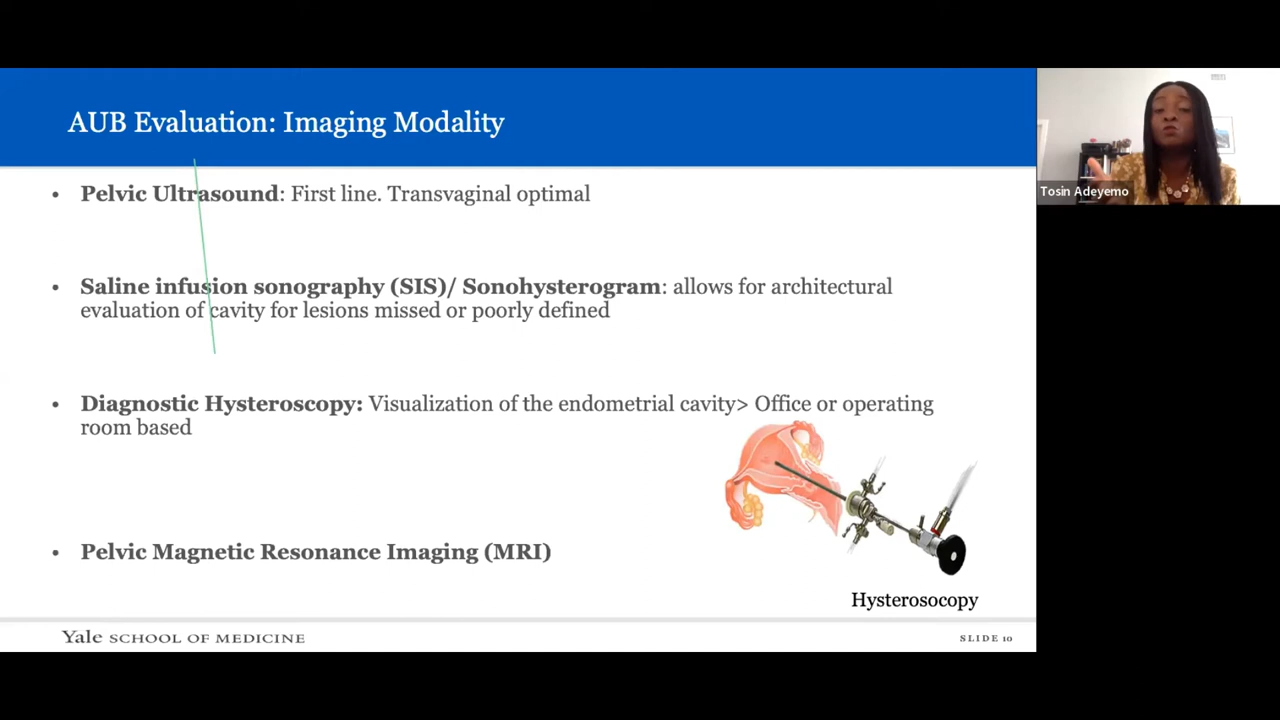 AUB Evaluation: Imaging Modality
• Pelvic Ultrasound: First line. Transvaginal optimal
• Saline infusion sonography (SIS)/ Sonohysterogram: allows for architectural
evaluation of cavity for lesions missed or poorly defined
• Diagnostic Hysteroscopy: Visualization of the endometrial cavity> Office or operating
room based
• Pelvic Magnetic Resonance Imaging (MRI)
Hysterosocopy
Yale SCHOOL OF MEDICINE
SLIDE 10
Tosin Adeyemo